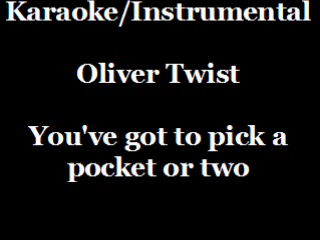 Karaoke/Instrumental
Oliver Twist
You've got to pick a
pocket or two